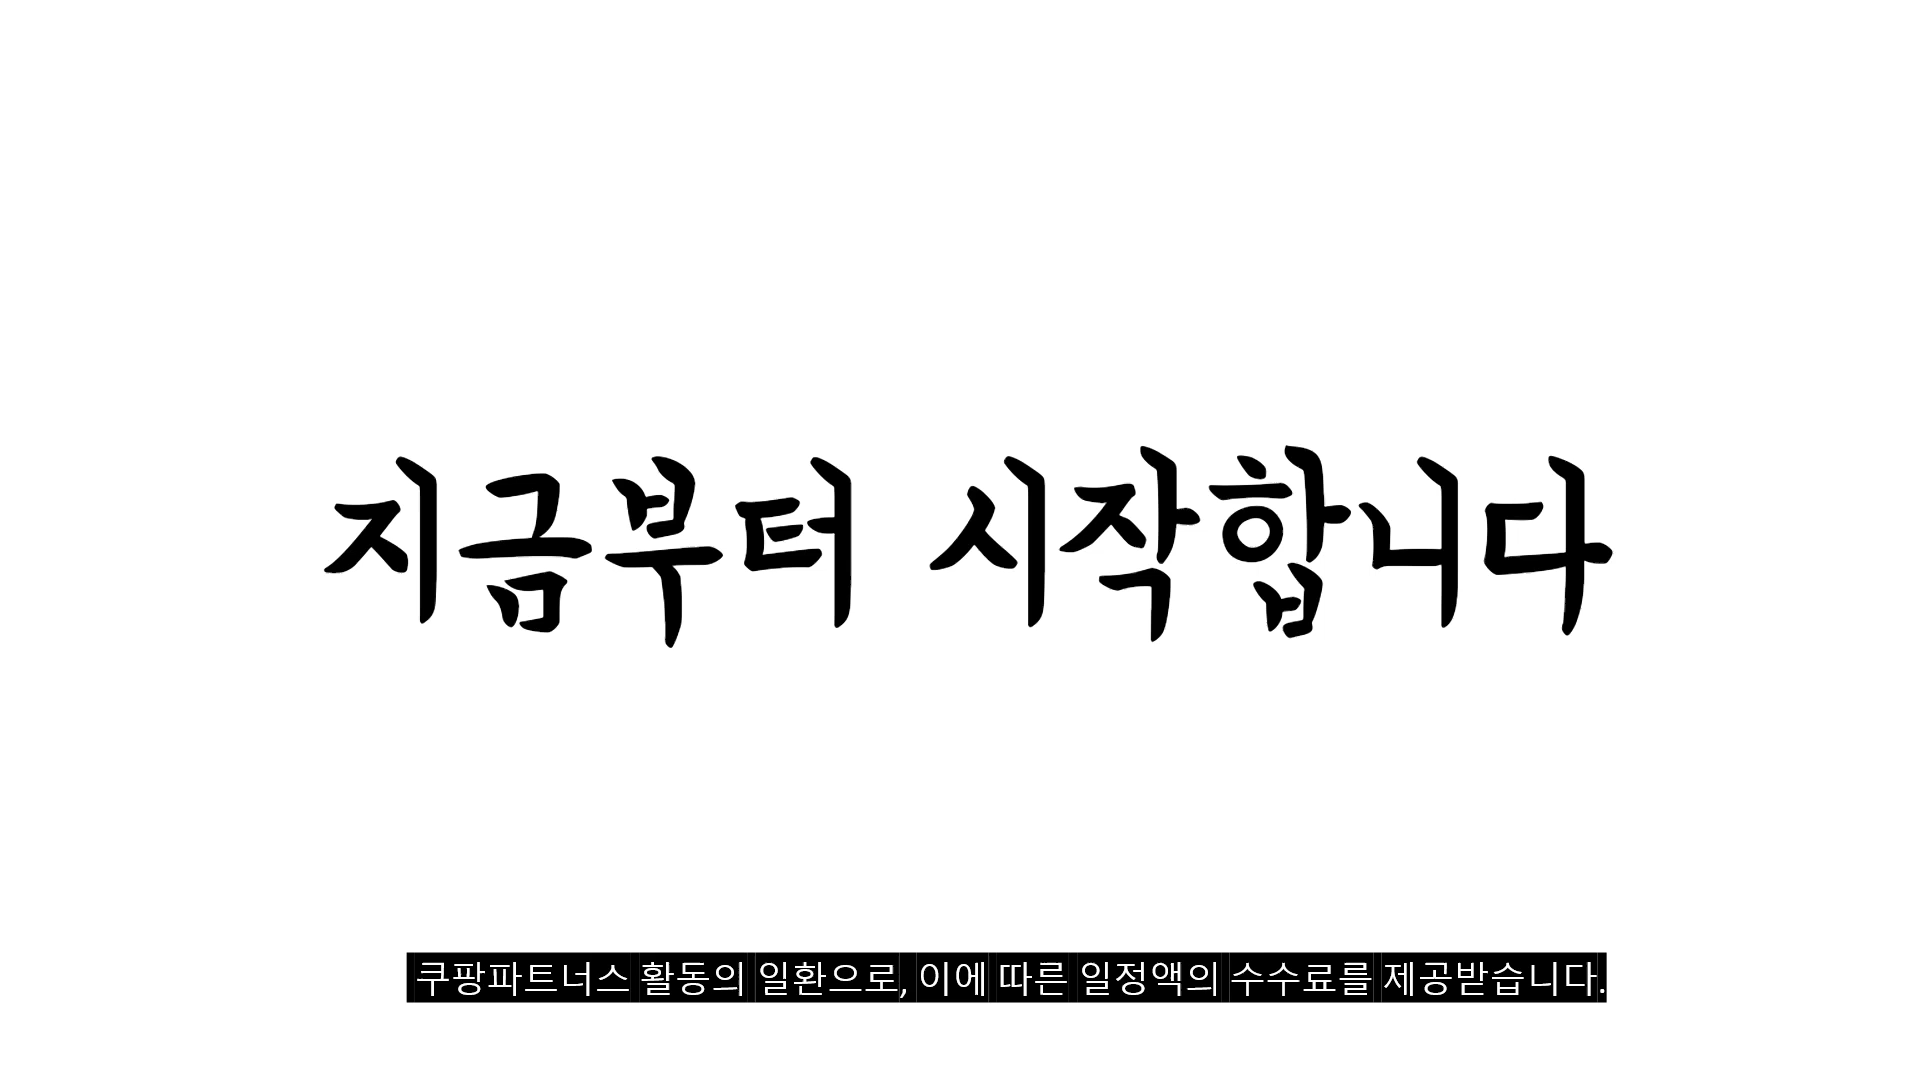 지금부터 시작합니다
쿠팡파트너스 활동의 일환으로, 이에 따른 일정액의 수수료를 제공받습니다.